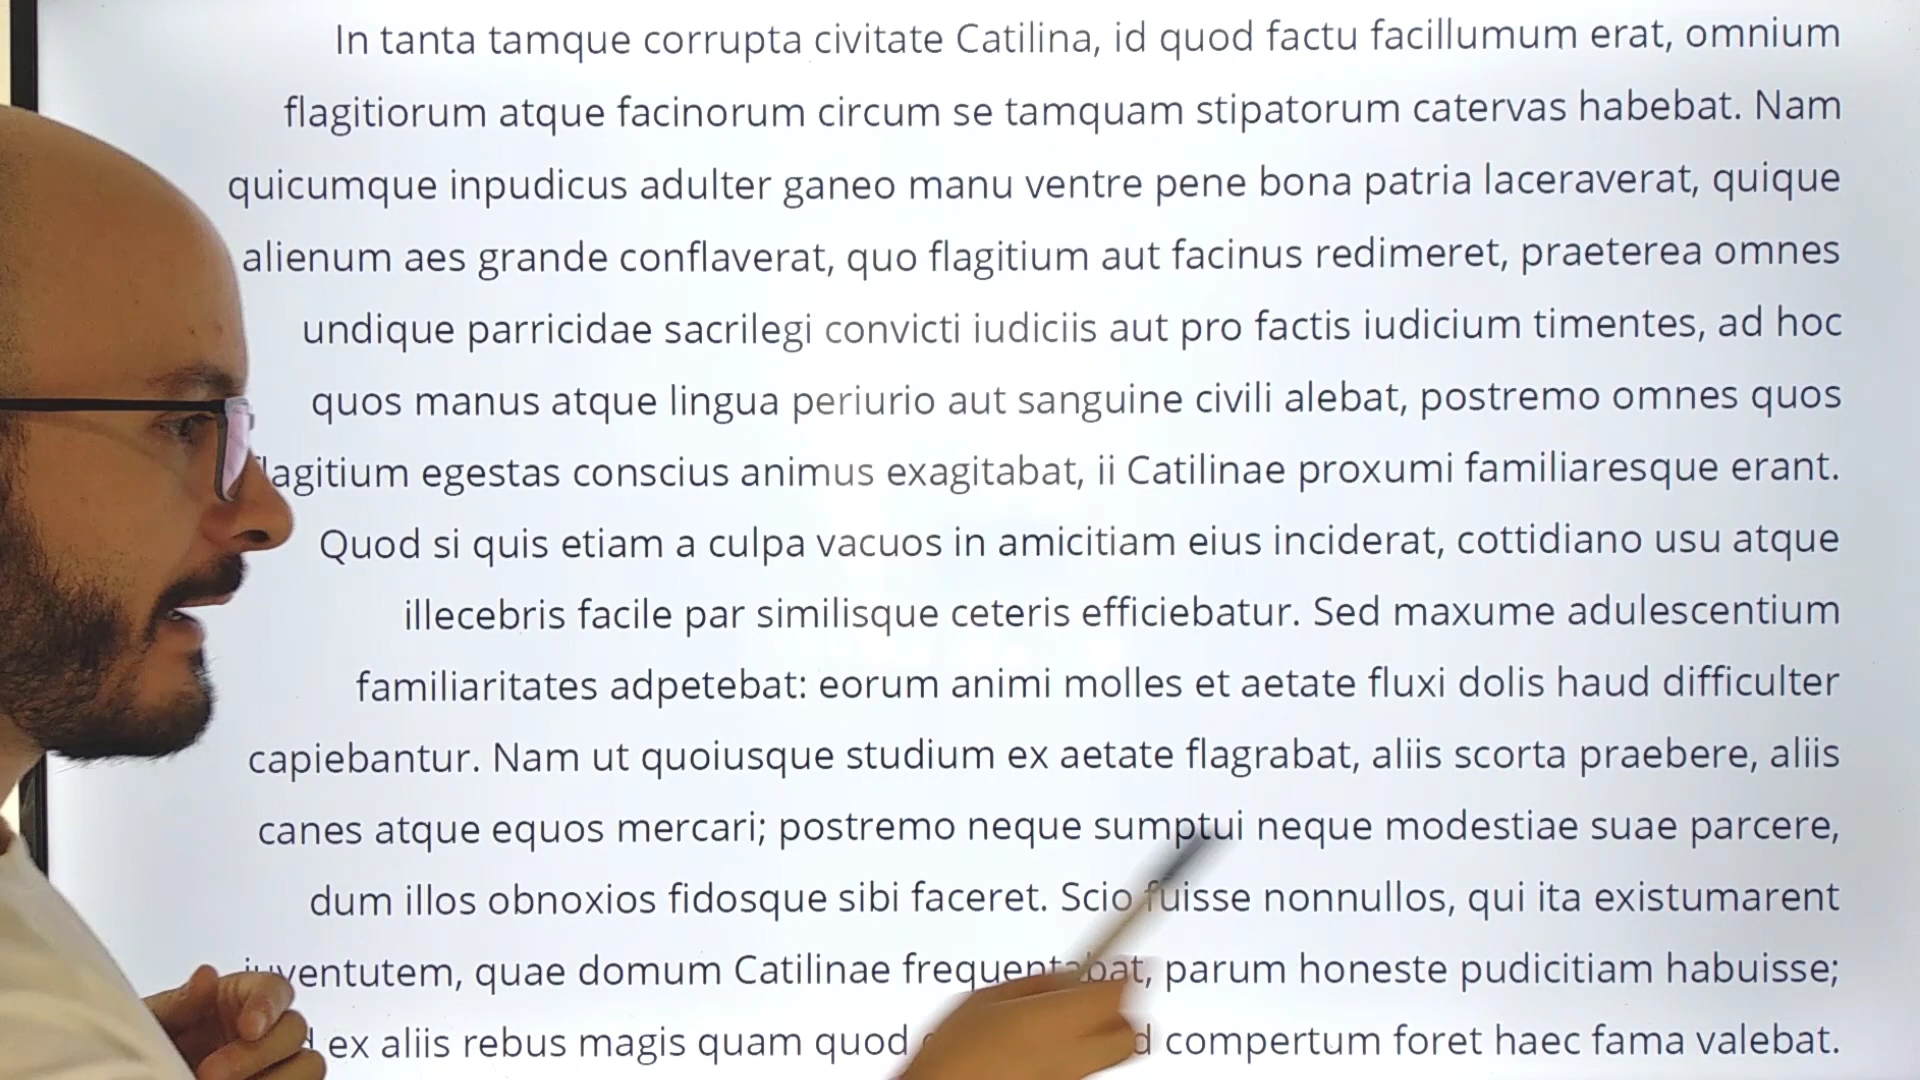 In tanta tamque corrupta civitate Catilina, id quod factu facillumum erat, omnium
flagitiorum atque facinorum circum se tamquam stipatorum catervas habebat. Nam
quicumque inpudicus adulter ganeo manu ventre pene bona patria laceraverat, quique
alienum aes grande conflaverat, quo flagitium aut facinus redimeret, praeterea omnes
undique parricidae sacrilegi convicti iudiciis aut pro factis iudicium timentes, ad hoc
quos manus atque lingua periurio aut sanguine civili alebat, postremo omnes quos
flagitium egestas conscius animus exagitabat, ii Catilinae proxumi familiaresque erant.
Quod si quis etiam a culpa vacuos in amicitiam eius inciderat, cottidiano usu atque
illecebris facile par similisque ceteris efficiebatur. Sed maxume adulescentium
familiaritates adpetebat: eorum animi molles et aetate fluxi dolis haud difficulter
capiebantur. Nam ut quoiusque studium ex aetate flagrabat, aliis scorta praebere, aliis
canes atque equos mercari; postremo neque sumptui neque modestiae suae parcere,
dum illos obnoxios fidosque sibi faceret. Scio fuisse nonnullos, qui ita existumarent
iuventutem, quae domum Catilinae frequentabat, parum honeste pudicitiam habuisse;
ex aliis rebus magis quam quod compertum foret haec fama valebat.